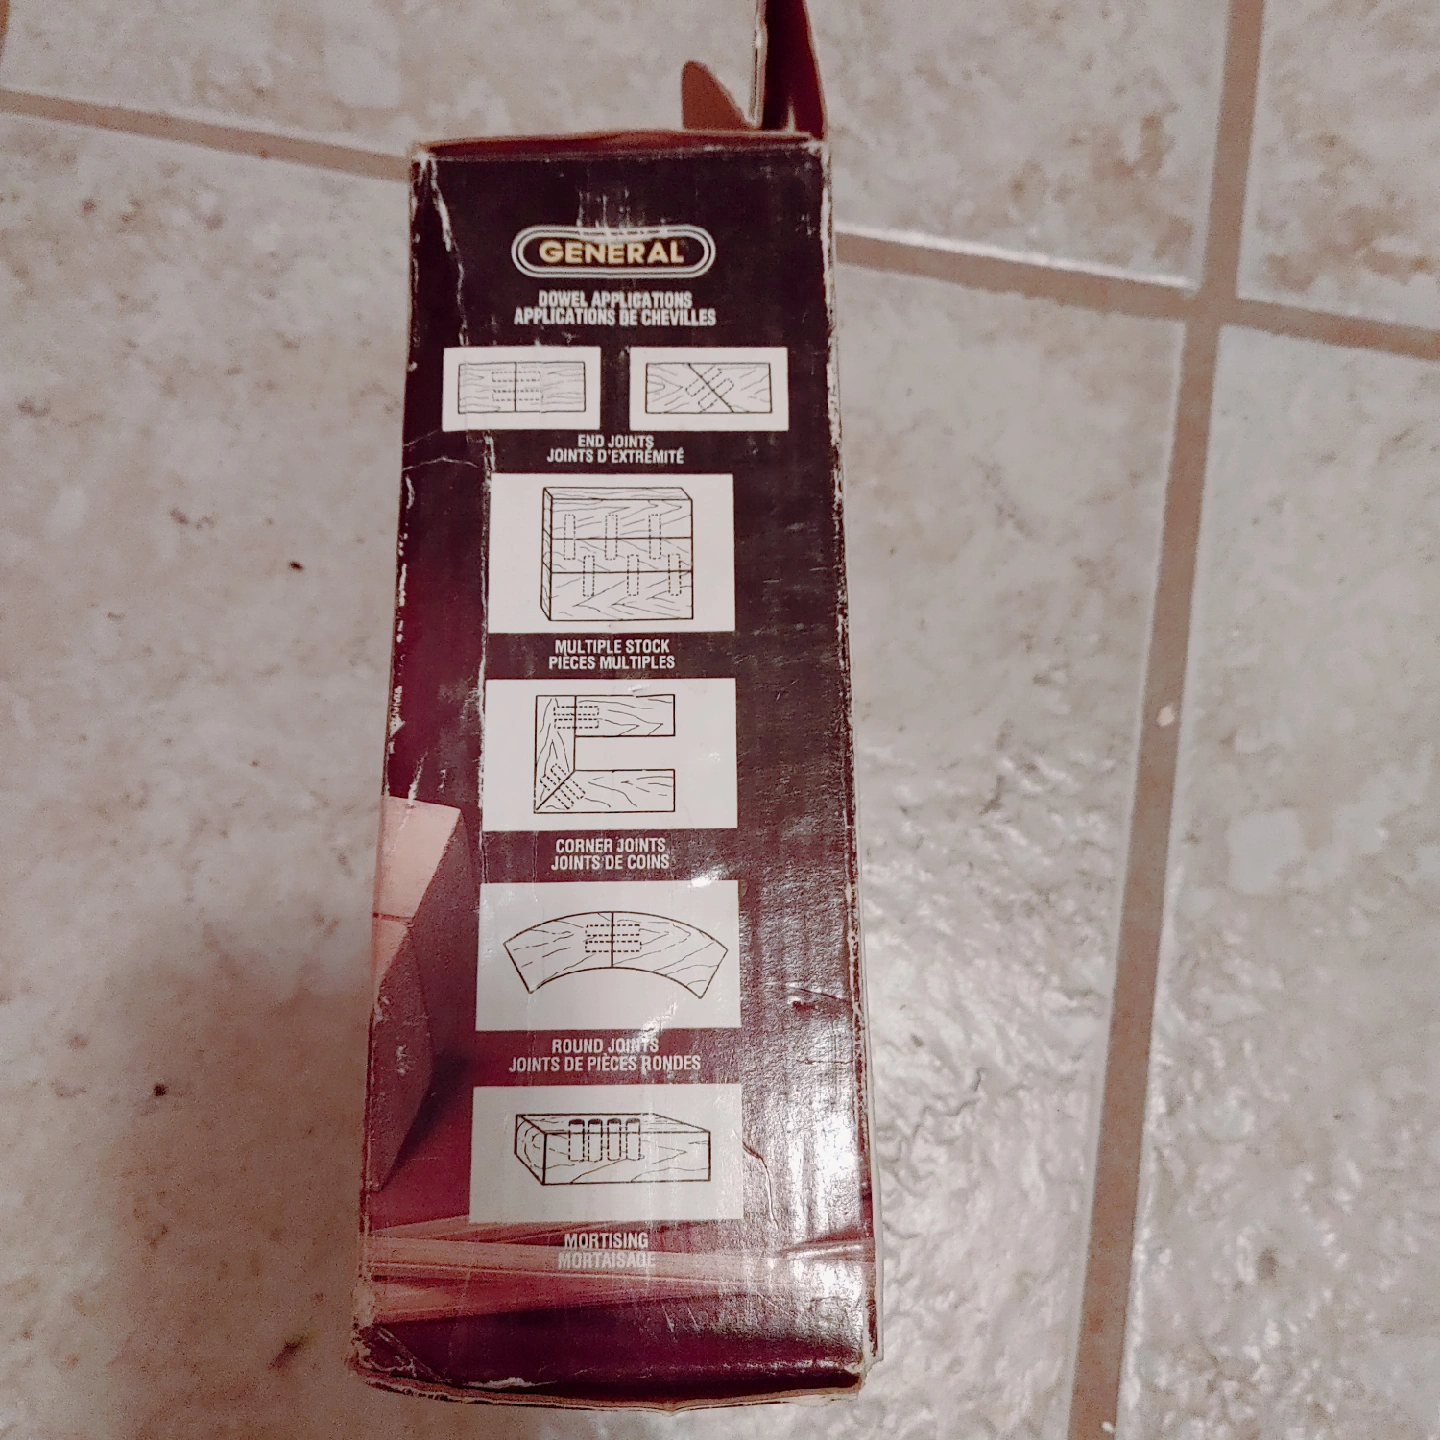 GENERAL
DOWEL APPLICATIONS
APPLICATIONS DE CHEVILLES
END JOINTS
JOINTS D'EXTRÉMITÉ
MULTIPLE STOCK
PIÈCES MULTIPLES
CORNER JOINTS
JOINTS DE COINS
ROUND JOINTS
JOINTS DE PIÈCES RONDES
MORTISING
MORTAISAGE